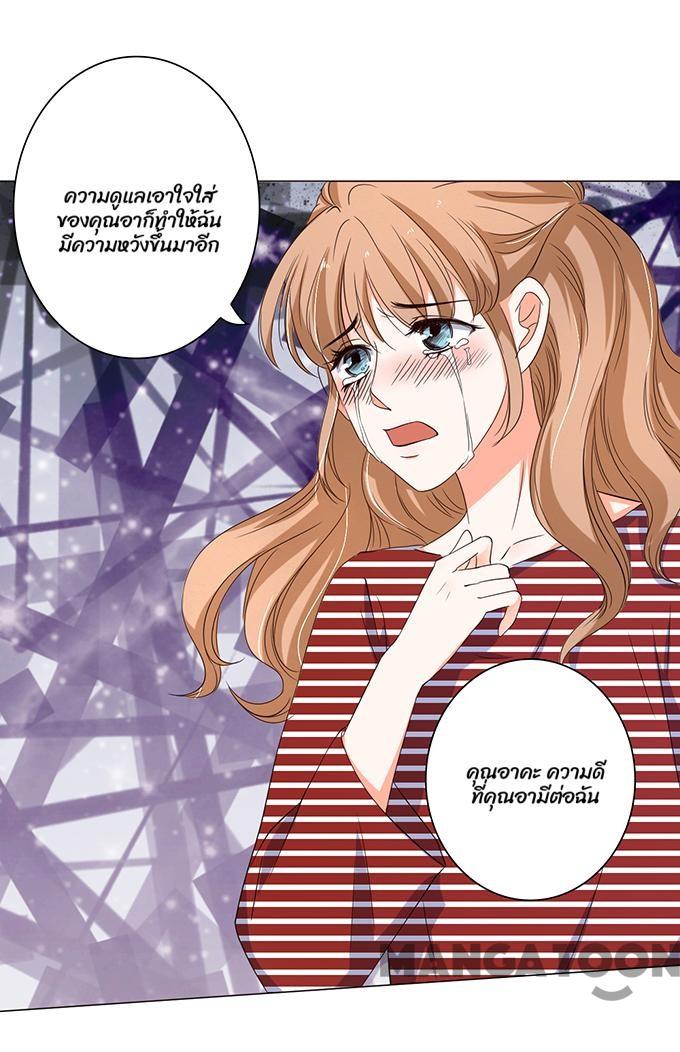 ความดูแลเอาใจใส่
ของคุณอาก็ทำให้ฉัน
มีความหวังขึ้นมาอีก
คุณอาคะ ความดี
ที่คุณอามีต่อฉัน
MANGATOON